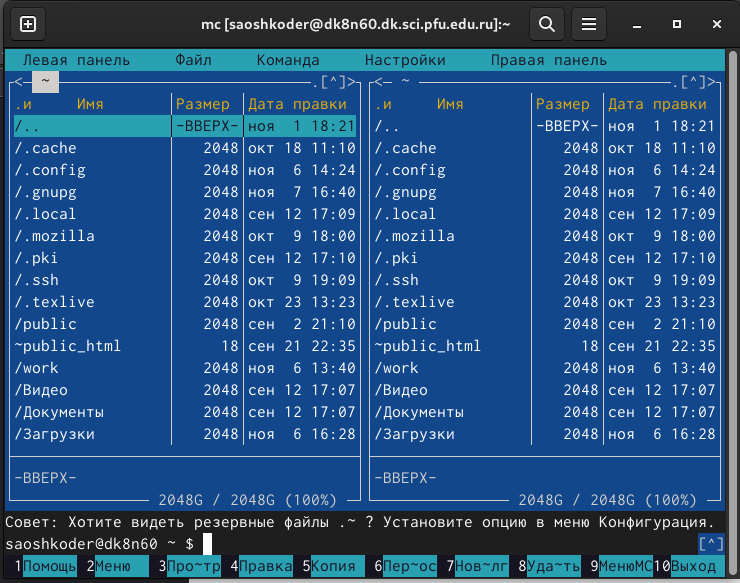 mc [saoshkoder@dk8n60.dk.sci.pfu.edu.ru]:~
Левая панель Файл Команда Настройки Правая панель
<─ ~ .[^]> <─ ~ .[^]>
.и Имя Размер Дата правки .и Имя Размер Дата правки
/.. -ВВЕРХ- ноя 1 18:21 /.. -ВВЕРХ- ноя 1 18:21
/.cache 2048 окт 18 11:10 /.cache 2048 окт 18 11:10
/.config 2048 ноя 6 14:24 /.config 2048 ноя 6 14:24
/.gnupg 2048 ноя 7 16:40 /.gnupg 2048 ноя 7 16:40
/.local 2048 сен 12 17:09 /.local 2048 сен 12 17:09
/.mozilla 2048 окт 9 18:00 /.mozilla 2048 окт 9 18:00
/.pki 2048 сен 12 17:10 /.pki 2048 сен 12 17:10
/.ssh 2048 окт 9 19:09 /.ssh 2048 окт 9 19:09
/.texlive 2048 окт 23 13:23 /.texlive 2048 окт 23 13:23
/public 2048 сен 2 21:10 /public 2048 сен 2 21:10
~public_html 18 сен 21 22:35 ~public_html 18 сен 21 22:35
/work 2048 ноя 6 13:40 /work 2048 ноя 6 13:40
/Видео 2048 сен 12 17:07 /Видео 2048 сен 12 17:07
/Документы 2048 сен 12 17:07 /Документы 2048 сен 12 17:07
/Загрузки 2048 ноя 6 16:28 /Загрузки 2048 ноя 6 16:28
-ВВЕРХ- -ВВЕРХ-
2048G / 2048G (100%) 2048G / 2048G (100%)
Совет: Хотите видеть резервные файлы .~ ? Установите опцию в меню Конфигурация.
saoshkoder@dk8n60 ~ $ [^]
1Помощь 2Меню 3Про~тр 4Правка 5Копия 6Пер~ос 7Нов~лг 8Уда~ть 9МенюMC 10Выход